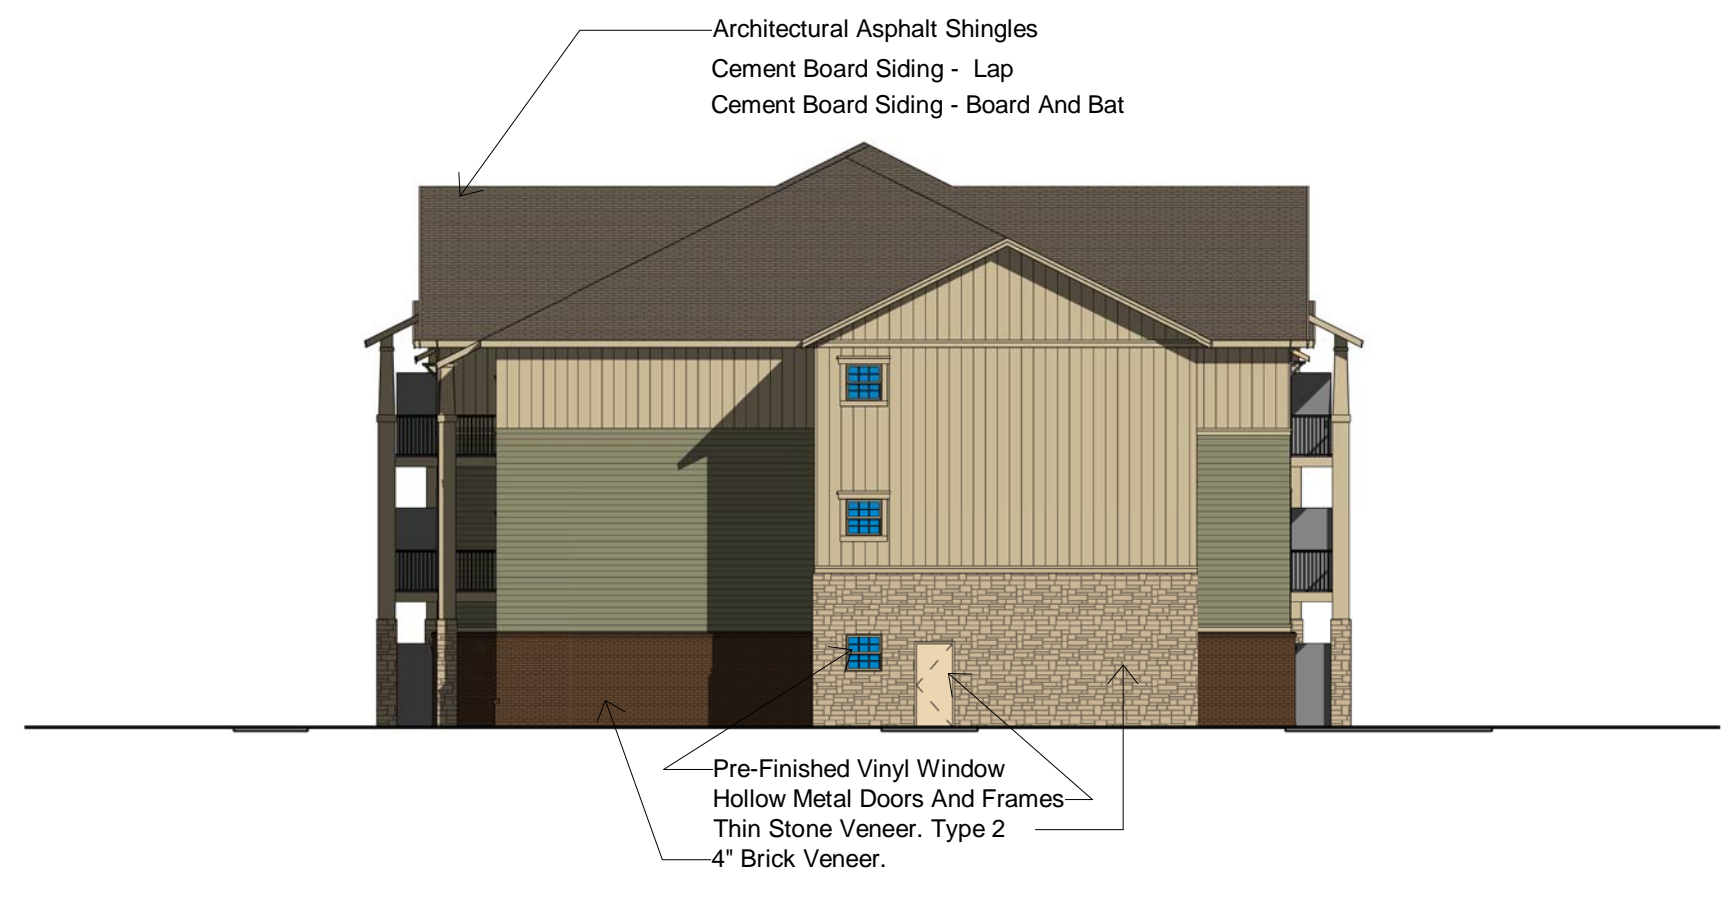 Architectural Asphalt Shingles
Cement Board Siding - Lap
Cement Board Siding - Board And Bat
Pre-Finished Vinyl Window
Hollow Metal Doors And Frames
Thin Stone Veneer. Type 2
4" Brick Veneer.